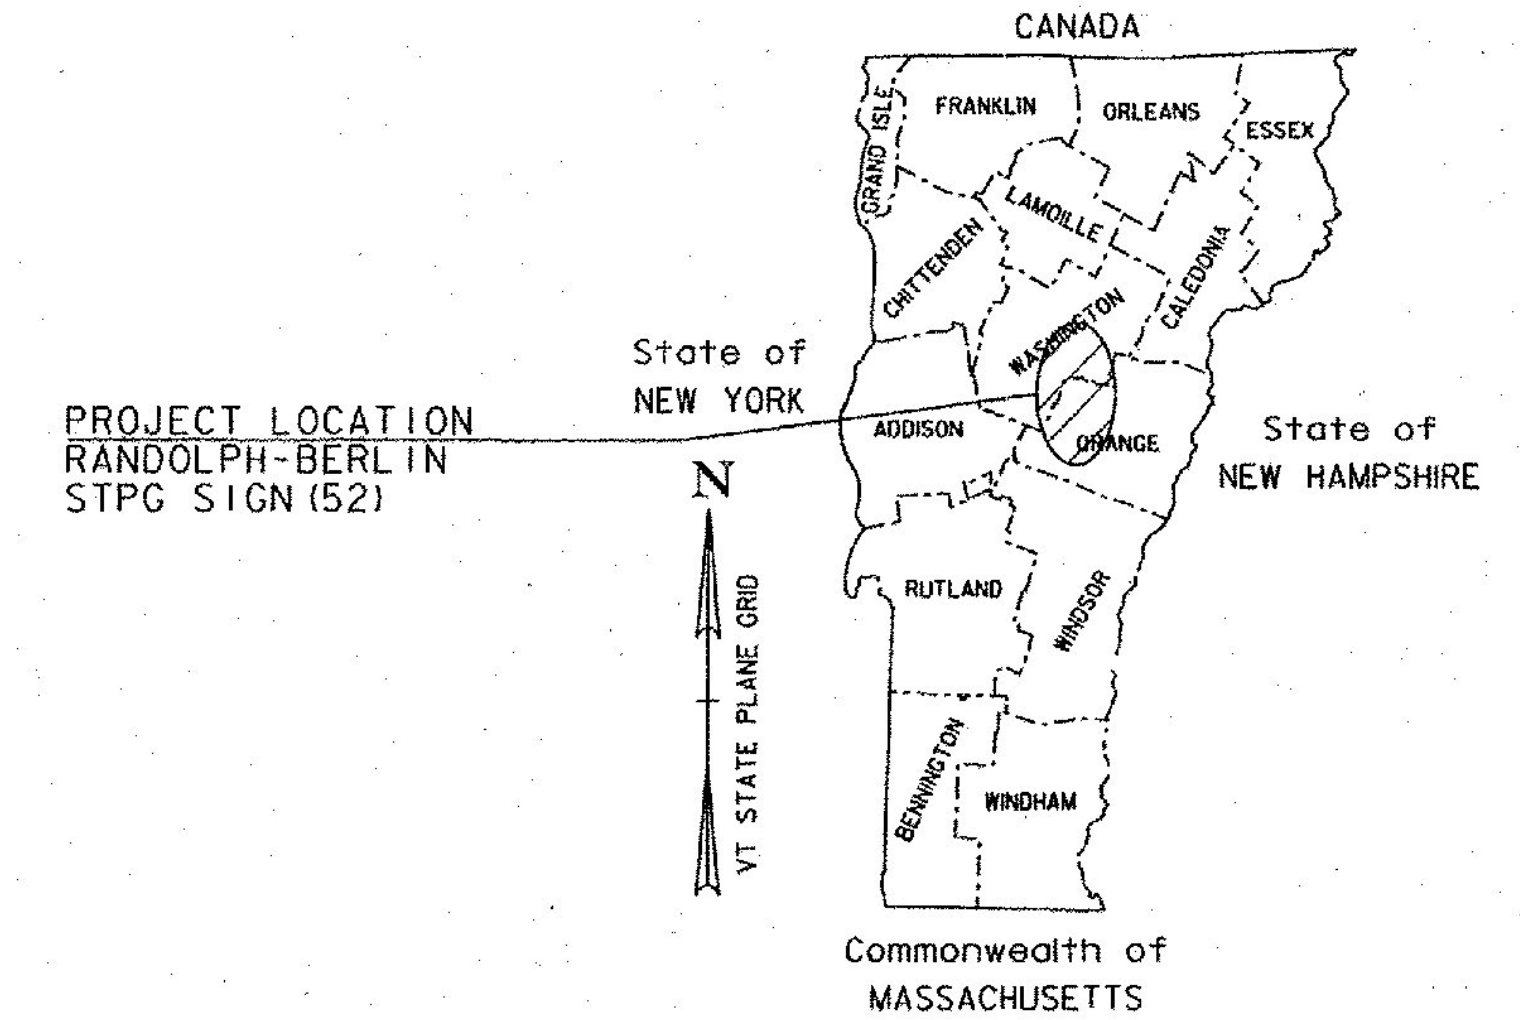 CANADA
GRAND ISLE
FRANKLIN
ORLEANS
ESSEX
LAMOILLE
CHITTENDEN
CALEDONIA
WASHINGTON
State of
NEW YORK
PROJECT LOCATION
RANDOLPH-BERLIN
STPG SIGN (52)
ADDISON
ORANGE
State of
NEW HAMPSHIRE
N
VT STATE PLANE GRID
RUTLAND
WINDSOR
BENNINGTON
WINDHAM
Commonwealth of
MASSACHUSETTS